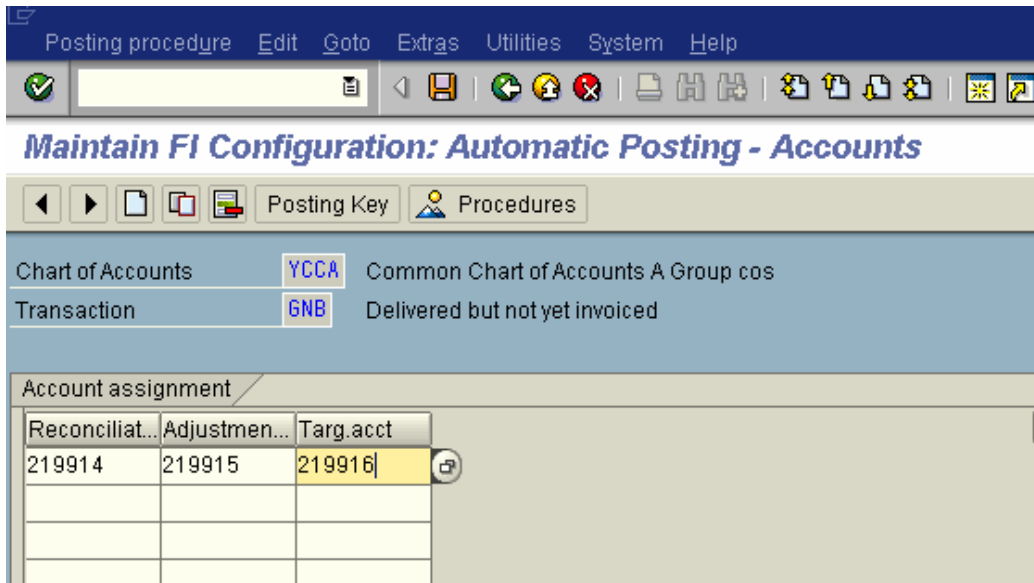 Posting procedure Edit Goto Extras Utilities System Help
Maintain FI Configuration: Automatic Posting - Accounts
Posting Key Procedures
Chart of Accounts YCCA Common Chart of Accounts A Group cos
Transaction GNB Delivered but not yet invoiced
Account assignment
Reconciliat... Adjustmen... Targ.acct
219914 219915 219916